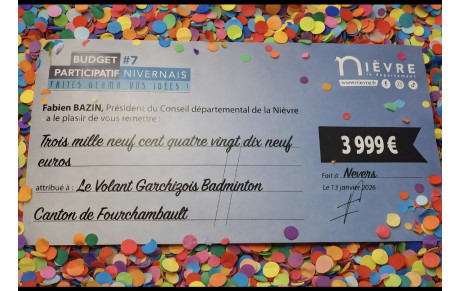 BUDGET #7
PARTICIPATIF NIVERNAIS
FAITES GERMER VOS IDÉES !
NIÈVRE
le département
www.nievre.fr
Fabien BAZIN, Président du Conseil départemental de la Nièvre
a le plaisir de vous remettre :
Trois mille neuf cent quatre vingt dix neuf
euros
3 999 €
attribué à : Le Volant Garchizois Badminton
Canton de Fourchambault
Fait à Nevers
Le 13 janvier 2026